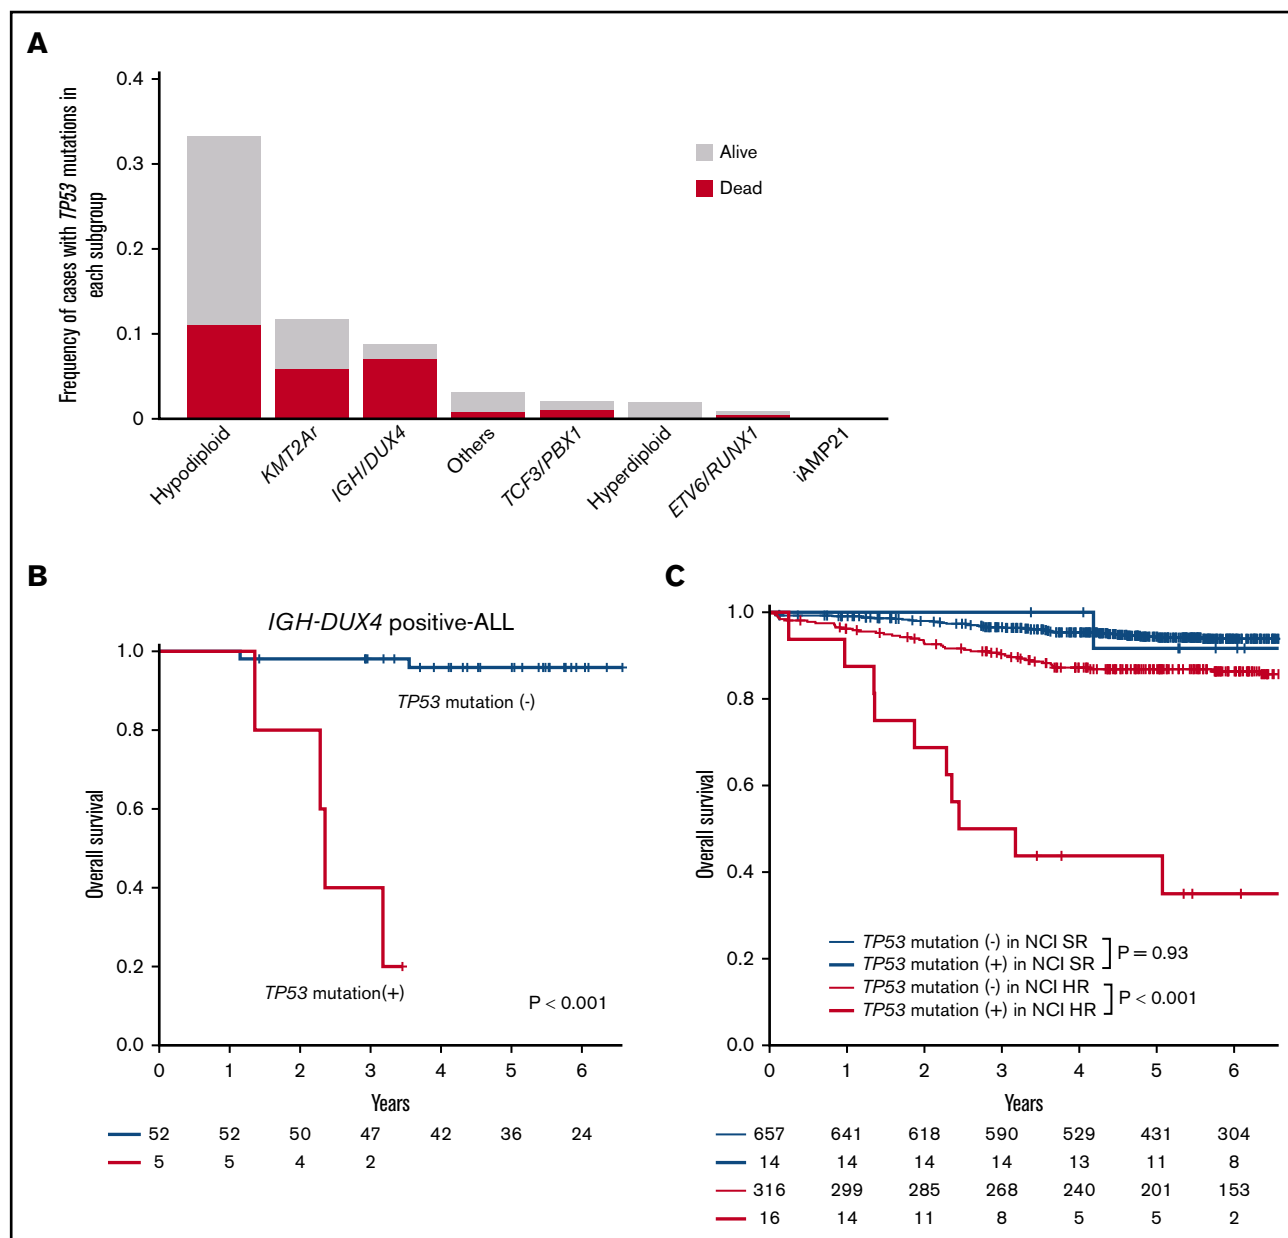 A
Frequency of cases with TP53 mutations in
each subgroup
0.4
0.3
0.2
0.1
0
Alive
Dead
Hypodiploid
KMT2Ar
IGH/DUX4
Others
TCF3/PBX1
Hyperdiploid
ETV6/RUNX1
iAMP21
B
IGH-DUX4 positive-ALL
Overall survival
1.0
0.8
0.6
0.4
0.2
0.0
TP53 mutation (-)
TP53 mutation(+)
P < 0.001
0 1 2 3 4 5 6
Years
52 52 50 47 42 36 24
5 5 4 2
C
Overall survival
1.0
0.8
0.6
0.4
0.2
0.0
TP53 mutation (-) in NCI SR
TP53 mutation (+) in NCI SR
P = 0.93
TP53 mutation (-) in NCI HR
TP53 mutation (+) in NCI HR
P < 0.001
0 1 2 3 4 5 6
Years
657 641 618 590 529 431 304
14 14 14 14 13 11 8
316 299 285 268 240 201 153
16 14 11 8 5 5 2